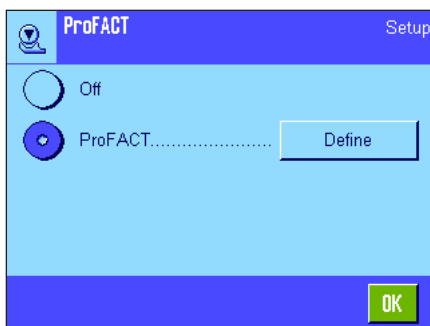 ProFACT Setup
Off
ProFACT....................... Define
OK